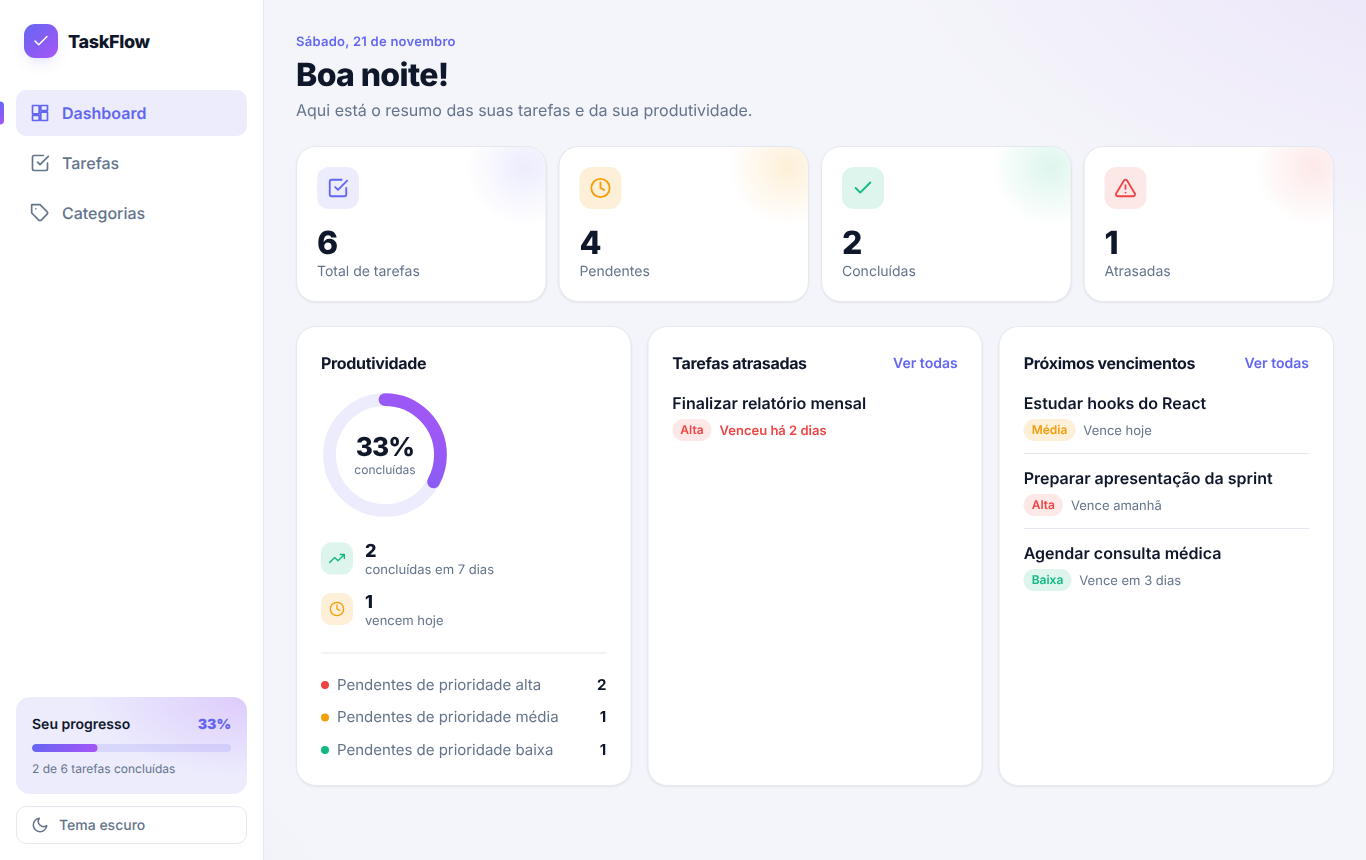 TaskFlow
Dashboard
Tarefas
Categorias
Seu progresso 33%
2 de 6 tarefas concluídas
Tema escuro
Sábado, 21 de novembro
Boa noite!
Aqui está o resumo das suas tarefas e da sua produtividade.
6
Total de tarefas
4
Pendentes
2
Concluídas
1
Atrasadas
Produtividade
33%
concluídas
2
concluídas em 7 dias
1
vencem hoje
Pendentes de prioridade alta 2
Pendentes de prioridade média 1
Pendentes de prioridade baixa 1
Tarefas atrasadas Ver todas
Finalizar relatório mensal
Alta Venceu há 2 dias
Próximos vencimentos Ver todas
Estudar hooks do React
Média Vence hoje
Preparar apresentação da sprint
Alta Vence amanhã
Agendar consulta médica
Baixa Vence em 3 dias